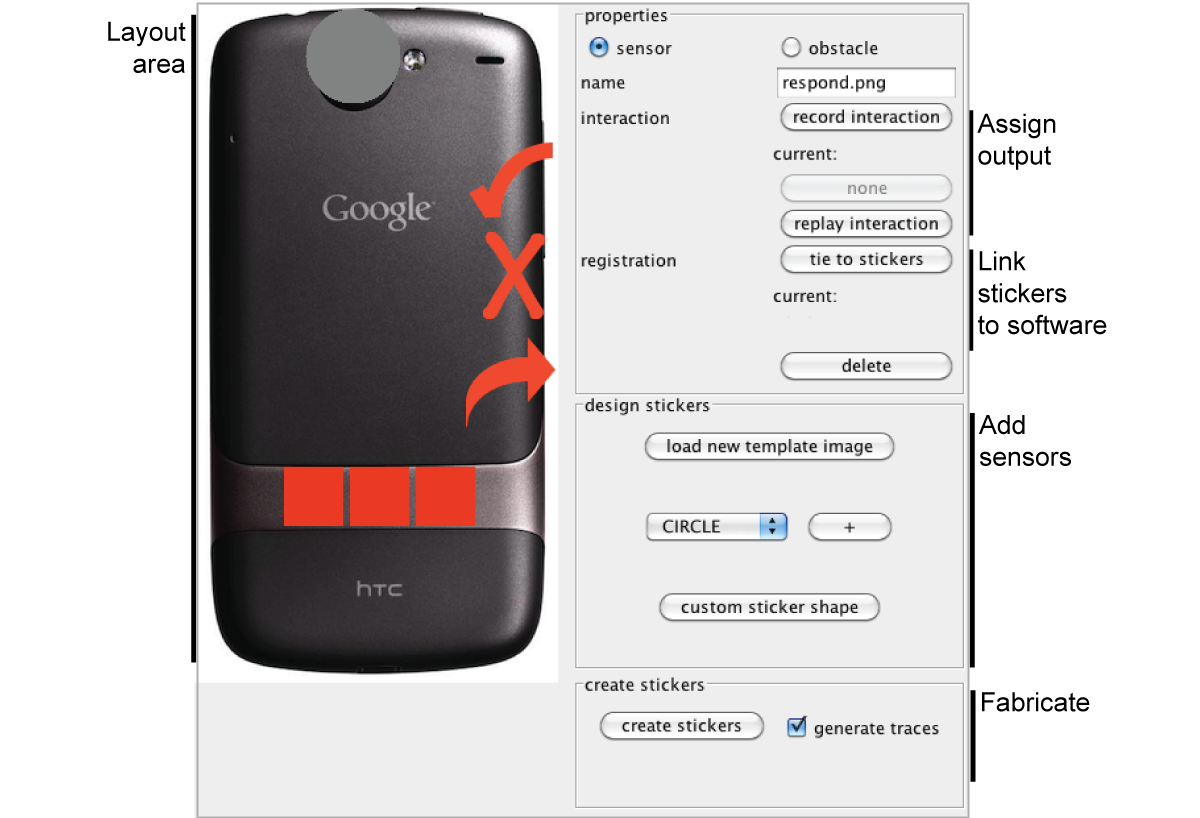 Layout
area
Google
htc
properties
sensor
obstacle
name
respond.png
interaction
record interaction
current:
none
replay interaction
registration
tie to stickers
current:
delete
design stickers
load new template image
CIRCLE
+
custom sticker shape
create stickers
create stickers
generate traces
Assign
output
Link
stickers
to software
Add
sensors
Fabricate